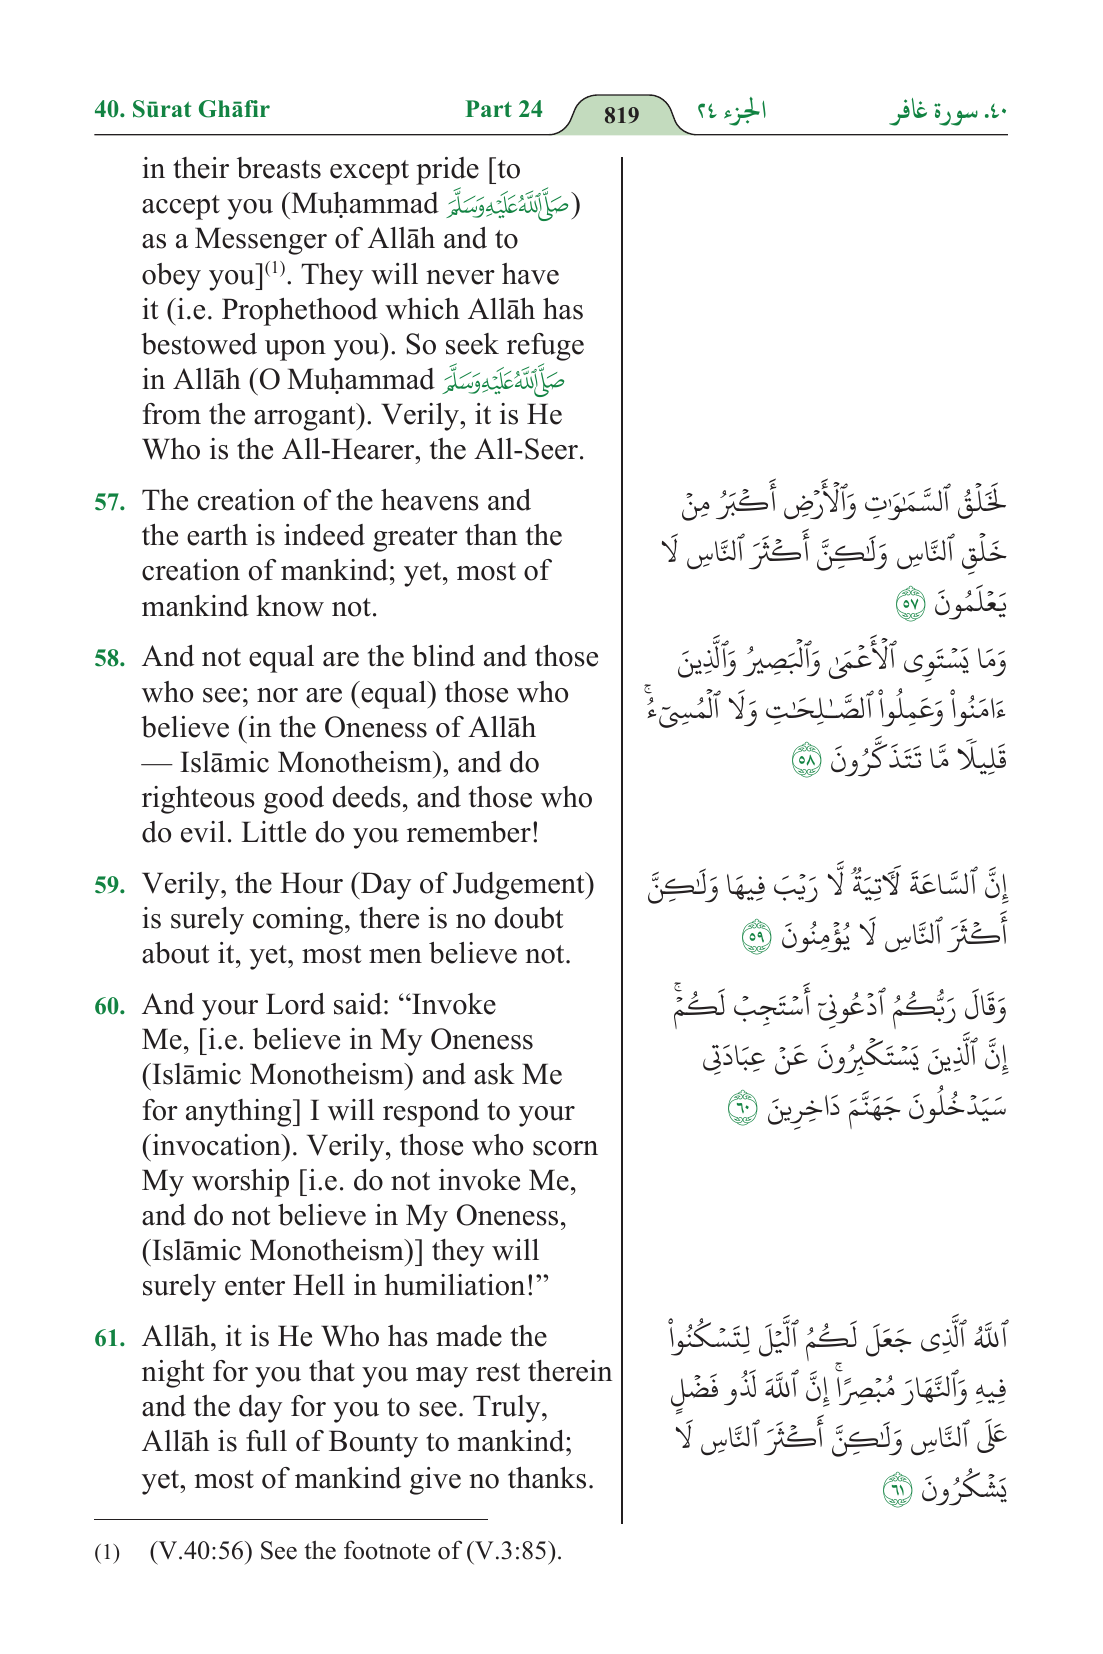 40. Sūrat Ghāfir Part 24 819 الجزء ٢٤ ٤٠. سورة غافر
in their breasts except pride [to
accept you (Muḥammad صَلَّى ٱللَّهُ عَلَيْهِ وَسَلَّمَ)
as a Messenger of Allāh and to
obey you](1). They will never have
it (i.e. Prophethood which Allāh has
bestowed upon you). So seek refuge
in Allāh (O Muḥammad صَلَّى ٱللَّهُ عَلَيْهِ وَسَلَّمَ
from the arrogant). Verily, it is He
Who is the All-Hearer, the All-Seer.
57. The creation of the heavens and
the earth is indeed greater than the
creation of mankind; yet, most of
mankind know not.
لَخَلْقُ ٱلسَّمَـٰوَٰتِ وَٱلْأَرْضِ أَكْبَرُ مِنْ
خَلْقِ ٱلنَّاسِ وَلَـٰكِنَّ أَكْثَرَ ٱلنَّاسِ لَا
يَعْلَمُونَ ٥٧
58. And not equal are the blind and those
who see; nor are (equal) those who
believe (in the Oneness of Allāh
— Islāmic Monotheism), and do
righteous good deeds, and those who
do evil. Little do you remember!
وَمَا يَسْتَوِى ٱلْأَعْمَىٰ وَٱلْبَصِيرُ وَٱلَّذِينَ
ءَامَنُوا۟ وَعَمِلُوا۟ ٱلصَّـٰلِحَـٰتِ وَلَا ٱلْمُسِىٓءُ ۚ
قَلِيلًا مَّا تَتَذَكَّرُونَ ٥٨
59. Verily, the Hour (Day of Judgement)
is surely coming, there is no doubt
about it, yet, most men believe not.
إِنَّ ٱلسَّاعَةَ لَـَٔاتِيَةٌ لَّا رَيْبَ فِيهَا وَلَـٰكِنَّ
أَكْثَرَ ٱلنَّاسِ لَا يُؤْمِنُونَ ٥٩
60. And your Lord said: “Invoke
Me, [i.e. believe in My Oneness
(Islāmic Monotheism) and ask Me
for anything] I will respond to your
(invocation). Verily, those who scorn
My worship [i.e. do not invoke Me,
and do not believe in My Oneness,
(Islāmic Monotheism)] they will
surely enter Hell in humiliation!”
وَقَالَ رَبُّكُمُ ٱدْعُونِىٓ أَسْتَجِبْ لَكُمْ ۚ
إِنَّ ٱلَّذِينَ يَسْتَكْبِرُونَ عَنْ عِبَادَتِى
سَيَدْخُلُونَ جَهَنَّمَ دَاخِرِينَ ٦٠
61. Allāh, it is He Who has made the
night for you that you may rest therein
and the day for you to see. Truly,
Allāh is full of Bounty to mankind;
yet, most of mankind give no thanks.
ٱللَّهُ ٱلَّذِى جَعَلَ لَكُمُ ٱلَّيْلَ لِتَسْكُنُوا۟
فِيهِ وَٱلنَّهَارَ مُبْصِرًا ۚ إِنَّ ٱللَّهَ لَذُو فَضْلٍ
عَلَى ٱلنَّاسِ وَلَـٰكِنَّ أَكْثَرَ ٱلنَّاسِ لَا
يَشْكُرُونَ ٦١
(1) (V.40:56) See the footnote of (V.3:85).